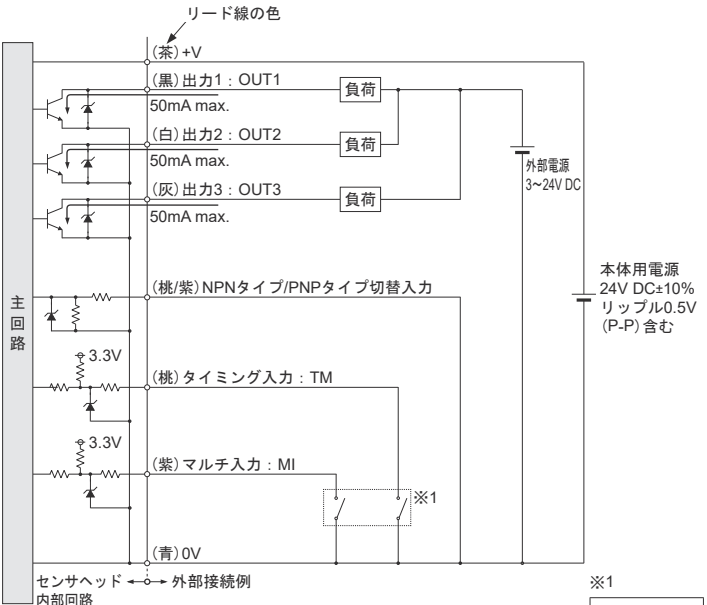 リード線の色
(茶)+V
(黒)出力1：OUT1
負荷
50mA max.
(白)出力2：OUT2
負荷
50mA max.
外部電源
3～24V DC
(灰)出力3：OUT3
負荷
50mA max.
本体用電源
24V DC±10%
リップル0.5V
(P-P)含む
(桃/紫)NPNタイプ/PNPタイプ切替入力
主回路
3.3V
(桃)タイミング入力：TM
3.3V
(紫)マルチ入力：MI
※1
(青)0V
センサヘッド
内部回路
外部接続例
※1